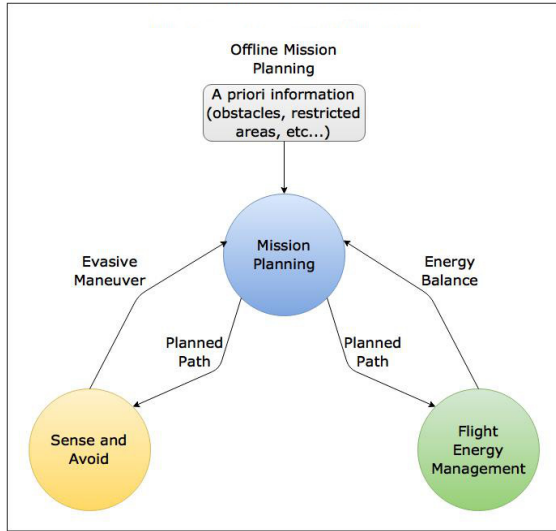 Offline Mission
Planning
A priori information
(obstacles, restricted
areas, etc...)
Mission
Planning
Evasive
Maneuver
Energy
Balance
Planned
Path
Planned
Path
Sense and
Avoid
Flight
Energy
Management